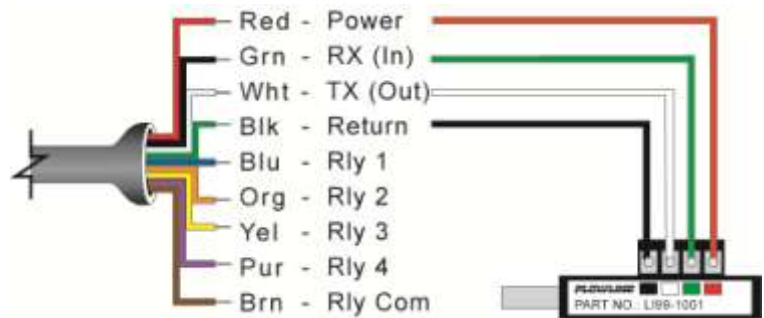 Red - Power
Grn - RX (In)
Wht - TX (Out)
Blk - Return
Blu - Rly 1
Org - Rly 2
Yel - Rly 3
Pur - Rly 4
Brn - Rly Com
FLOWLINE
PART NO.: LI99-1001